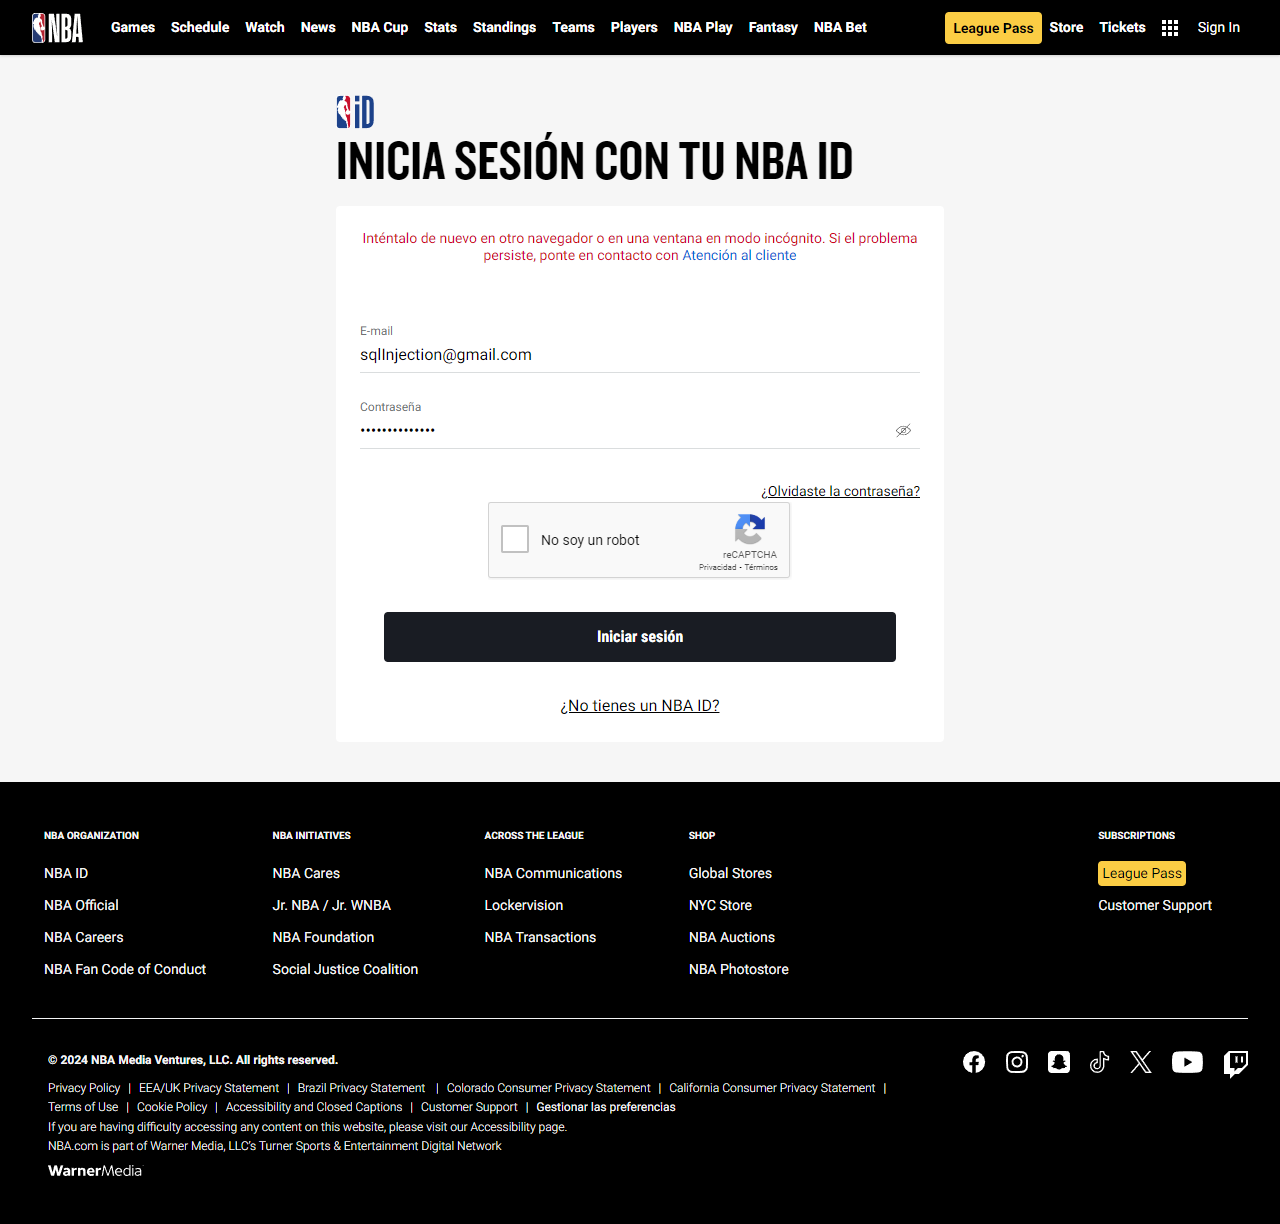 NBA
Games Schedule Watch News NBA Cup Stats Standings Teams Players NBA Play Fantasy NBA Bet League Pass Store Tickets Sign In
iD
INICIA SESIÓN CON TU NBA ID
Inténtalo de nuevo en otro navegador o en una ventana en modo incógnito. Si el problema
persiste, ponte en contacto con Atención al cliente
E-mail
sqlInjection@gmail.com
Contraseña
••••••••••••••
¿Olvidaste la contraseña?
No soy un robot
reCAPTCHA
Privacidad - Términos
Iniciar sesión
¿No tienes un NBA ID?
NBA ORGANIZATION
NBA ID
NBA Official
NBA Careers
NBA Fan Code of Conduct
NBA INITIATIVES
NBA Cares
Jr. NBA / Jr. WNBA
NBA Foundation
Social Justice Coalition
ACROSS THE LEAGUE
NBA Communications
Lockervision
NBA Transactions
SHOP
Global Stores
NYC Store
NBA Auctions
NBA Photostore
SUBSCRIPTIONS
League Pass
Customer Support
© 2024 NBA Media Ventures, LLC. All rights reserved.
Privacy Policy | EEA/UK Privacy Statement | Brazil Privacy Statement | Colorado Consumer Privacy Statement | California Consumer Privacy Statement |
Terms of Use | Cookie Policy | Accessibility and Closed Captions | Customer Support | Gestionar las preferencias
If you are having difficulty accessing any content on this website, please visit our Accessibility page.
NBA.com is part of Warner Media, LLC's Turner Sports & Entertainment Digital Network
WarnerMedia